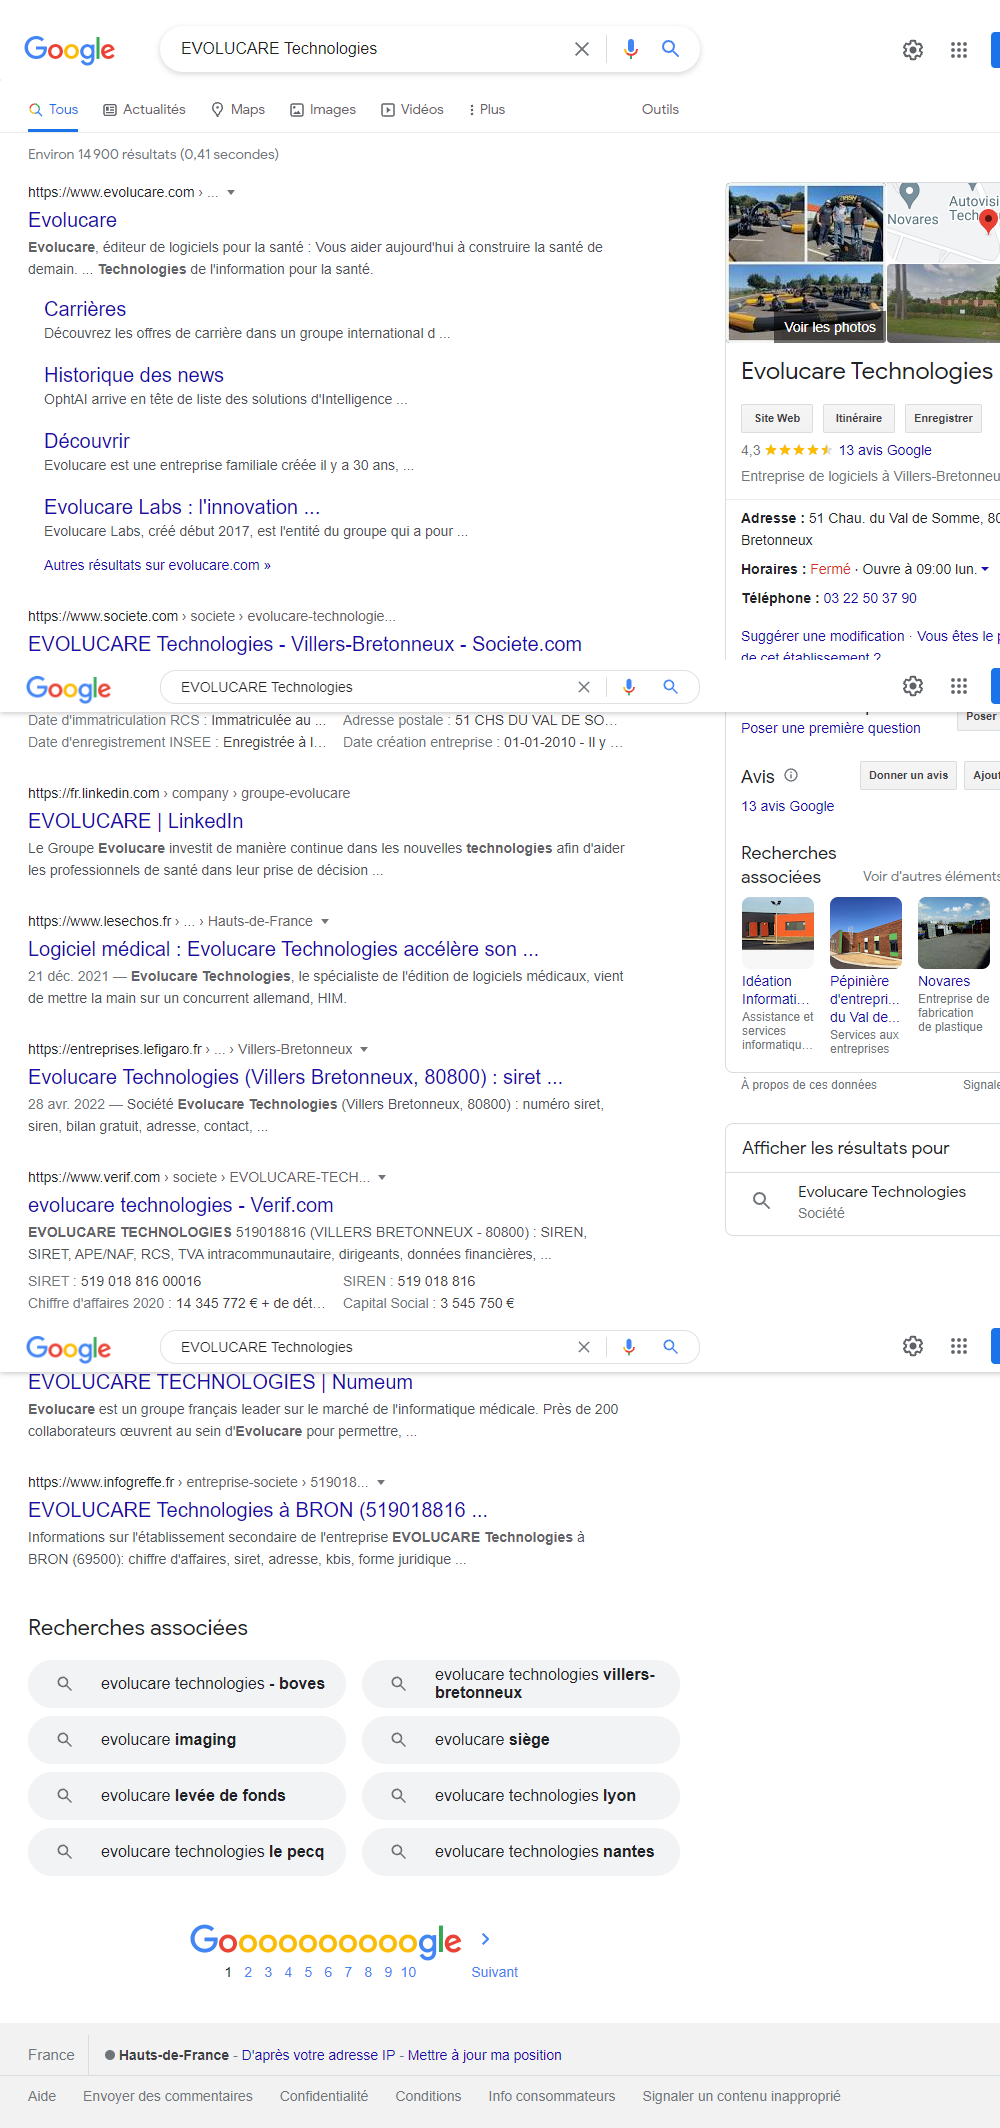 Google
EVOLUCARE Technologies
Tous
Actualités
Maps
Images
Vidéos
Plus
Outils
Environ 14 900 résultats (0,41 secondes)
https://www.evolucare.com › ...
Evolucare
Evolucare, éditeur de logiciels pour la santé : Vous aider aujourd'hui à construire la santé de
demain. ... Technologies de l'information pour la santé.
Carrières
Découvrez les offres de carrière dans un groupe international d ...
Historique des news
OphtAI arrive en tête de liste des solutions d'Intelligence ...
Découvrir
Evolucare est une entreprise familiale créée il y a 30 ans, ...
Evolucare Labs : l'innovation ...
Evolucare Labs, créé début 2017, est l'entité du groupe qui a pour ...
Autres résultats sur evolucare.com »
https://www.societe.com › societe › evolucare-technologie...
EVOLUCARE Technologies - Villers-Bretonneux - Societe.com
Novares
Autovisi
Tech
Voir les photos
Evolucare Technologies
Site Web
Itinéraire
Enregistrer
4,3
13 avis Google
Entreprise de logiciels à Villers-Bretonneu
Adresse : 51 Chau. du Val de Somme, 80
Bretonneux
Horaires : Fermé · Ouvre à 09:00 lun.
Téléphone : 03 22 50 37 90
Suggérer une modification · Vous êtes le p
de cet établissement ?
Google
EVOLUCARE Technologies
Date d'immatriculation RCS : Immatriculée au ...
Adresse postale : 51 CHS DU VAL DE SO...
Date d'enregistrement INSEE : Enregistrée à l...
Date création entreprise : 01-01-2010 - Il y ...
https://fr.linkedin.com › company › groupe-evolucare
EVOLUCARE | LinkedIn
Le Groupe Evolucare investit de manière continue dans les nouvelles technologies afin d'aider
les professionnels de santé dans leur prise de décision ...
https://www.lesechos.fr › ... › Hauts-de-France
Logiciel médical : Evolucare Technologies accélère son ...
21 déc. 2021 — Evolucare Technologies, le spécialiste de l'édition de logiciels médicaux, vient
de mettre la main sur un concurrent allemand, HIM.
https://entreprises.lefigaro.fr › ... › Villers-Bretonneux
Evolucare Technologies (Villers Bretonneux, 80800) : siret ...
28 avr. 2022 — Société Evolucare Technologies (Villers Bretonneux, 80800) : numéro siret,
siren, bilan gratuit, adresse, contact, ...
https://www.verif.com › societe › EVOLUCARE-TECH...
evolucare technologies - Verif.com
EVOLUCARE TECHNOLOGIES 519018816 (VILLERS BRETONNEUX - 80800) : SIREN,
SIRET, APE/NAF, RCS, TVA intracommunautaire, dirigeants, données financières, ...
SIRET : 519 018 816 00016
SIREN : 519 018 816
Chiffre d'affaires 2020 : 14 345 772 € + de dét...
Capital Social : 3 545 750 €
Poser une première question
Poser
Avis
Donner un avis
Ajout
13 avis Google
Recherches
associées
Voir d'autres éléments
Idéation
Informati...
Assistance et
services
informatiqu...
Pépinière
d'entrepri...
du Val de...
Services aux
entreprises
Novares
Entreprise de
fabrication
de plastique
À propos de ces données
Signale
Afficher les résultats pour
Evolucare Technologies
Société
Google
EVOLUCARE Technologies
EVOLUCARE TECHNOLOGIES | Numeum
Evolucare est un groupe français leader sur le marché de l'informatique médicale. Près de 200
collaborateurs œuvrent au sein d'Evolucare pour permettre, ...
https://www.infogreffe.fr › entreprise-societe › 519018...
EVOLUCARE Technologies à BRON (519018816 ...
Informations sur l'établissement secondaire de l'entreprise EVOLUCARE Technologies à
BRON (69500): chiffre d'affaires, siret, adresse, kbis, forme juridique ...
Recherches associées
evolucare technologies - boves
evolucare technologies villers-
bretonneux
evolucare imaging
evolucare siège
evolucare levée de fonds
evolucare technologies lyon
evolucare technologies le pecq
evolucare technologies nantes
Goooooooooogle
1 2 3 4 5 6 7 8 9 10
Suivant
France
Hauts-de-France - D'après votre adresse IP - Mettre à jour ma position
Aide
Envoyer des commentaires
Confidentialité
Conditions
Info consommateurs
Signaler un contenu inapproprié